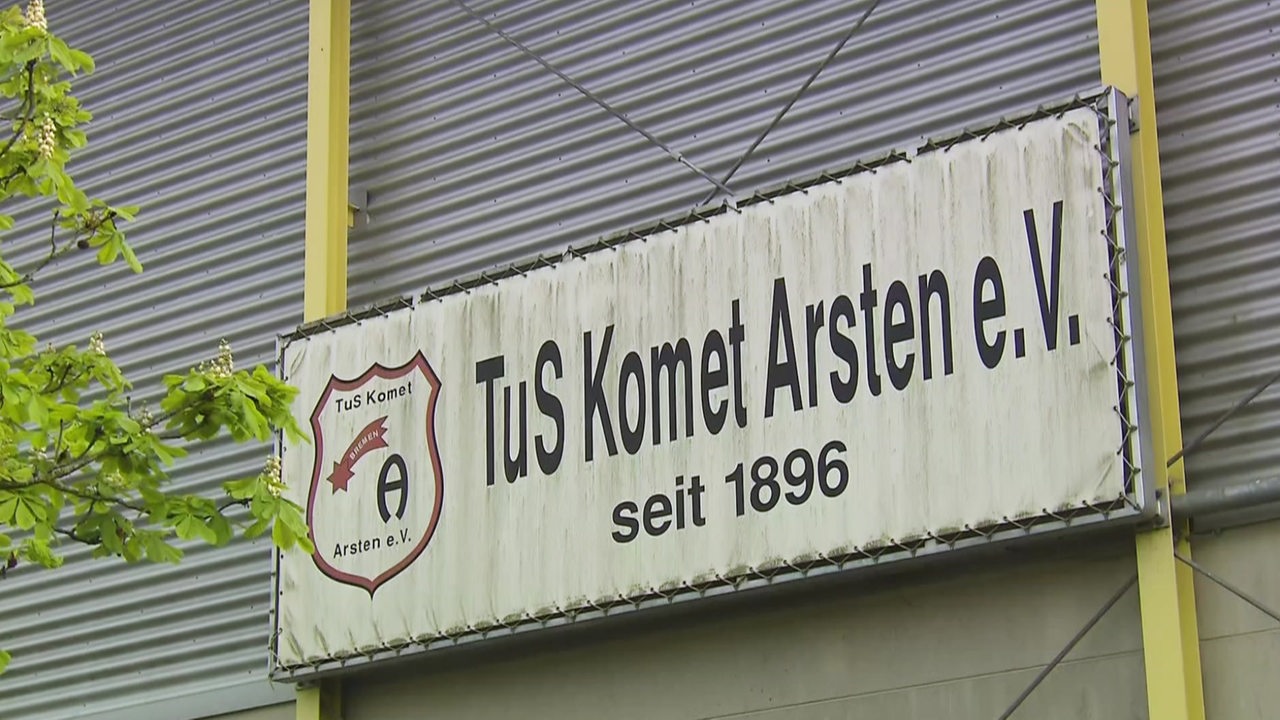 TuS Komet Arsten e.V.
seit 1896
TuS Komet
BREMEN
A
Arsten e.V.